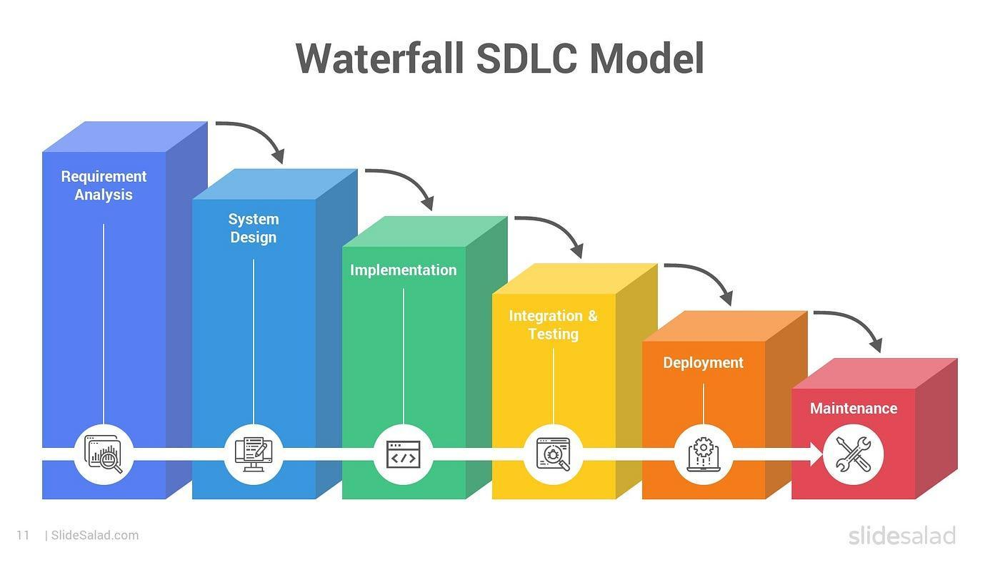 Waterfall SDLC Model
Requirement
Analysis
System
Design
Implementation
Integration &
Testing
Deployment
Maintenance
</>
11 | SlideSalad.com
slidesalad